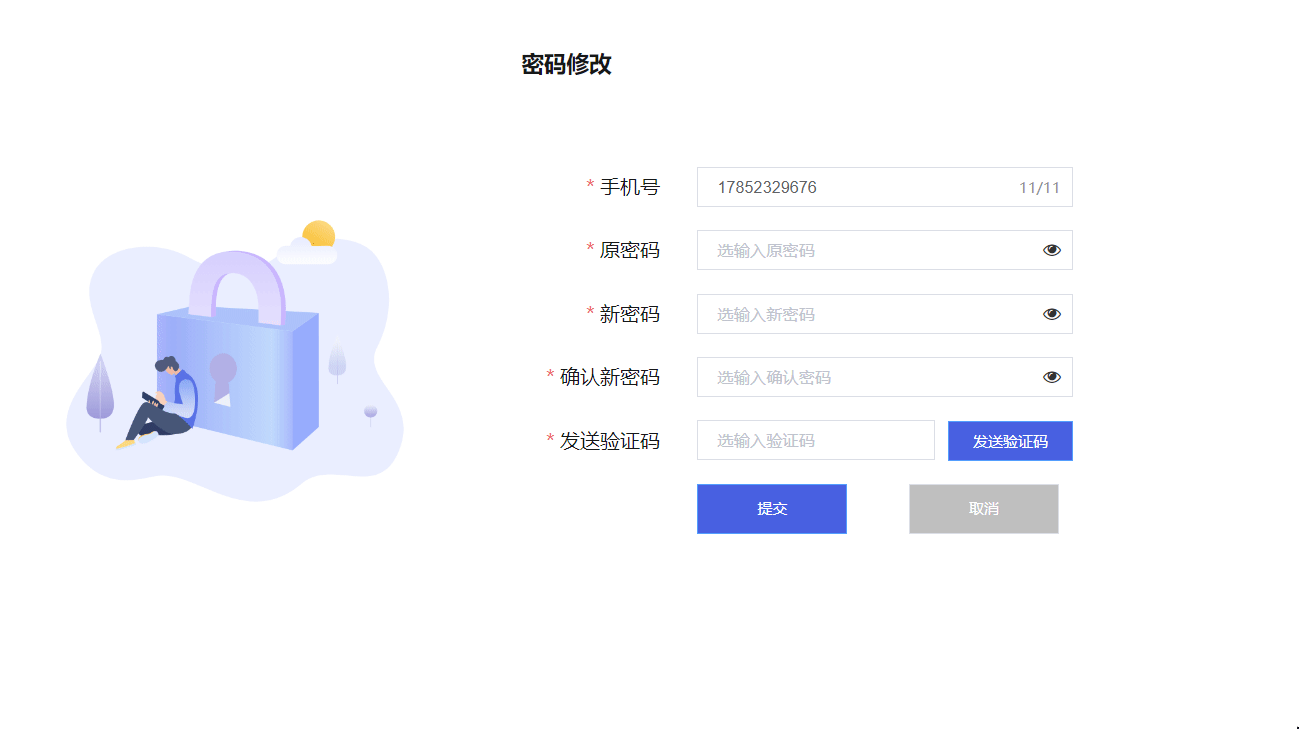 密码修改
* 手机号 17852329676 11/11
* 原密码 选输入原密码
* 新密码 选输入新密码
* 确认新密码 选输入确认密码
* 发送验证码 选输入验证码 发送验证码
提交 取消